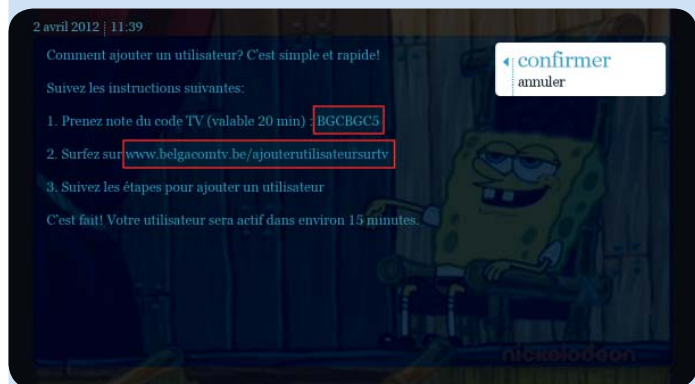 2 avril 2012 | 11:39
Comment ajouter un utilisateur? C'est simple et rapide!
Suivez les instructions suivantes:
1. Prenez note du code TV (valable 20 min) : BGCBGC5
2. Surfez sur www.belgacomtv.be/ajouterutilisateursurtv
3. Suivez les étapes pour ajouter un utilisateur
C'est fait! Votre utilisateur sera actif dans environ 15 minutes.
confirmer
annuler
nickelodeon